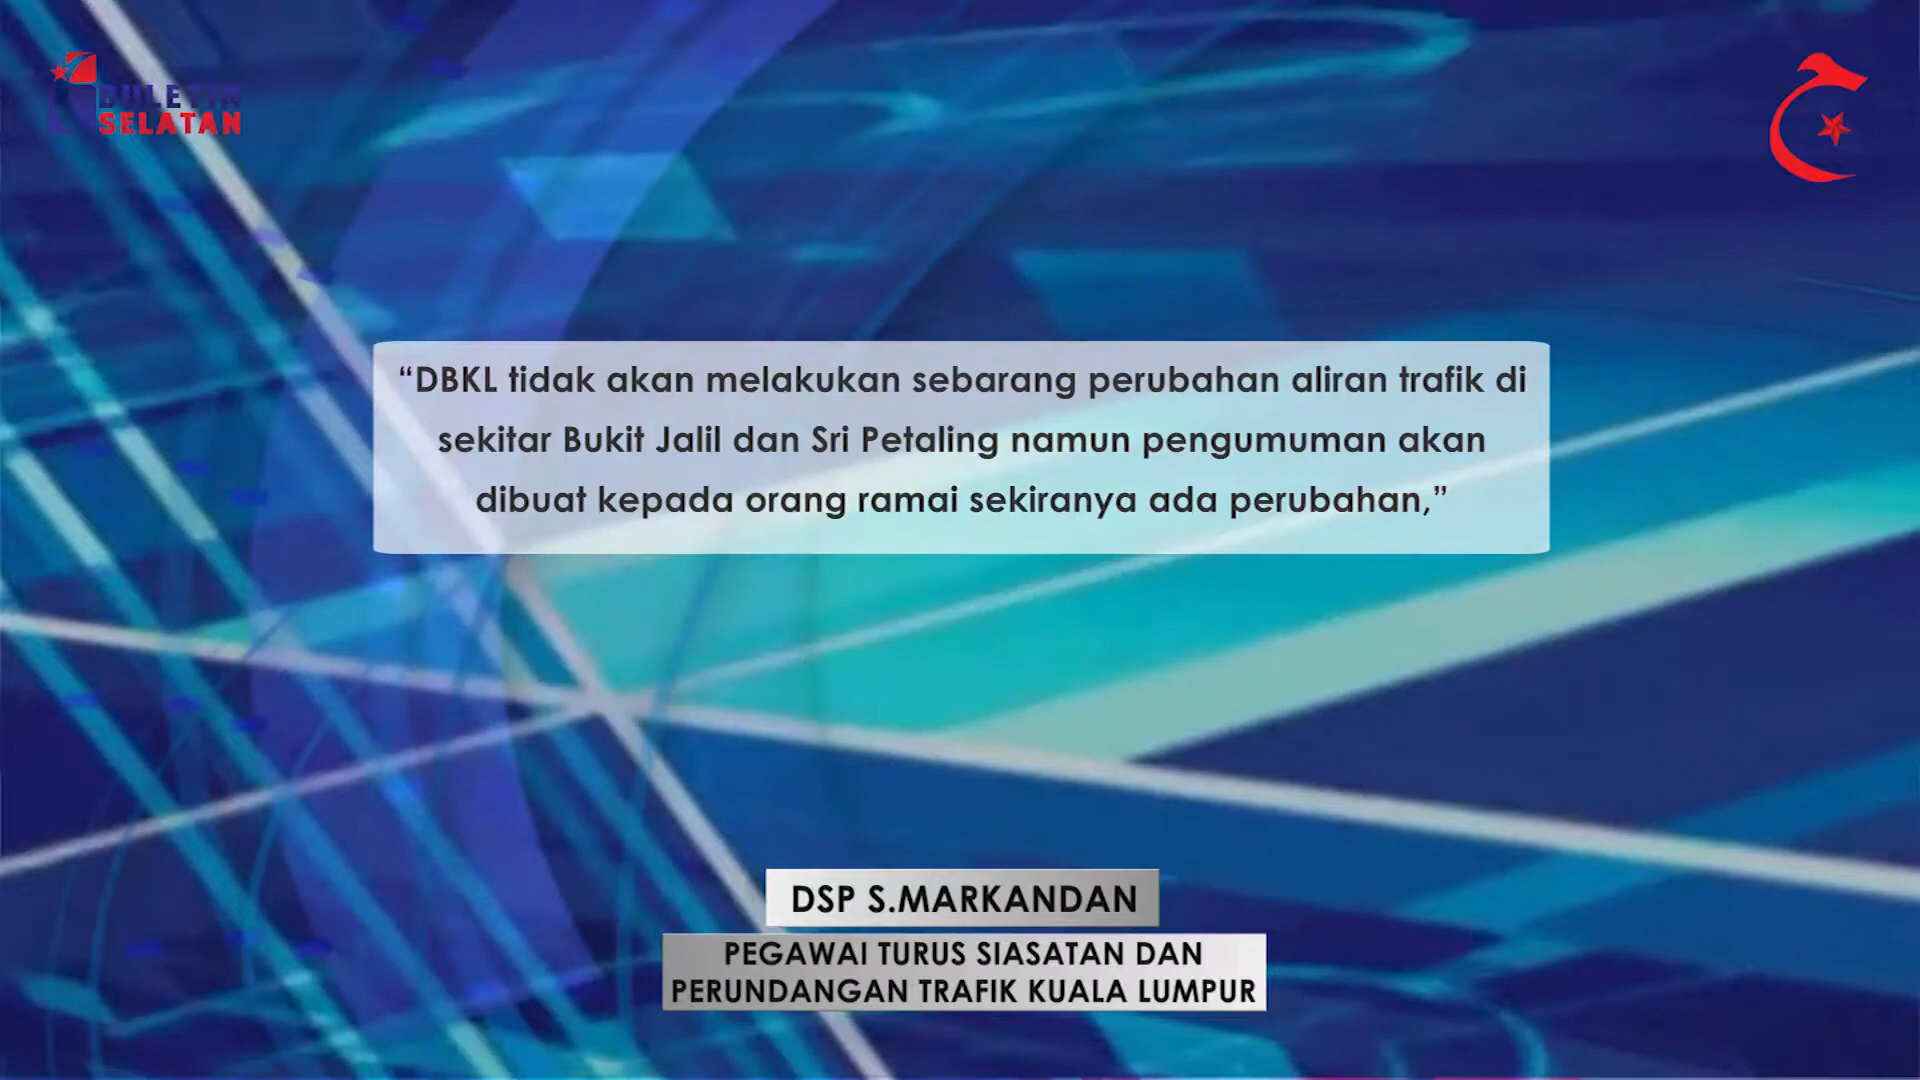 BULETIN
SELATAN
“DBKL tidak akan melakukan sebarang perubahan aliran trafik di
sekitar Bukit Jalil dan Sri Petaling namun pengumuman akan
dibuat kepada orang ramai sekiranya ada perubahan,”
DSP S.MARKANDAN
PEGAWAI TURUS SIASATAN DAN
PERUNDANGAN TRAFIK KUALA LUMPUR